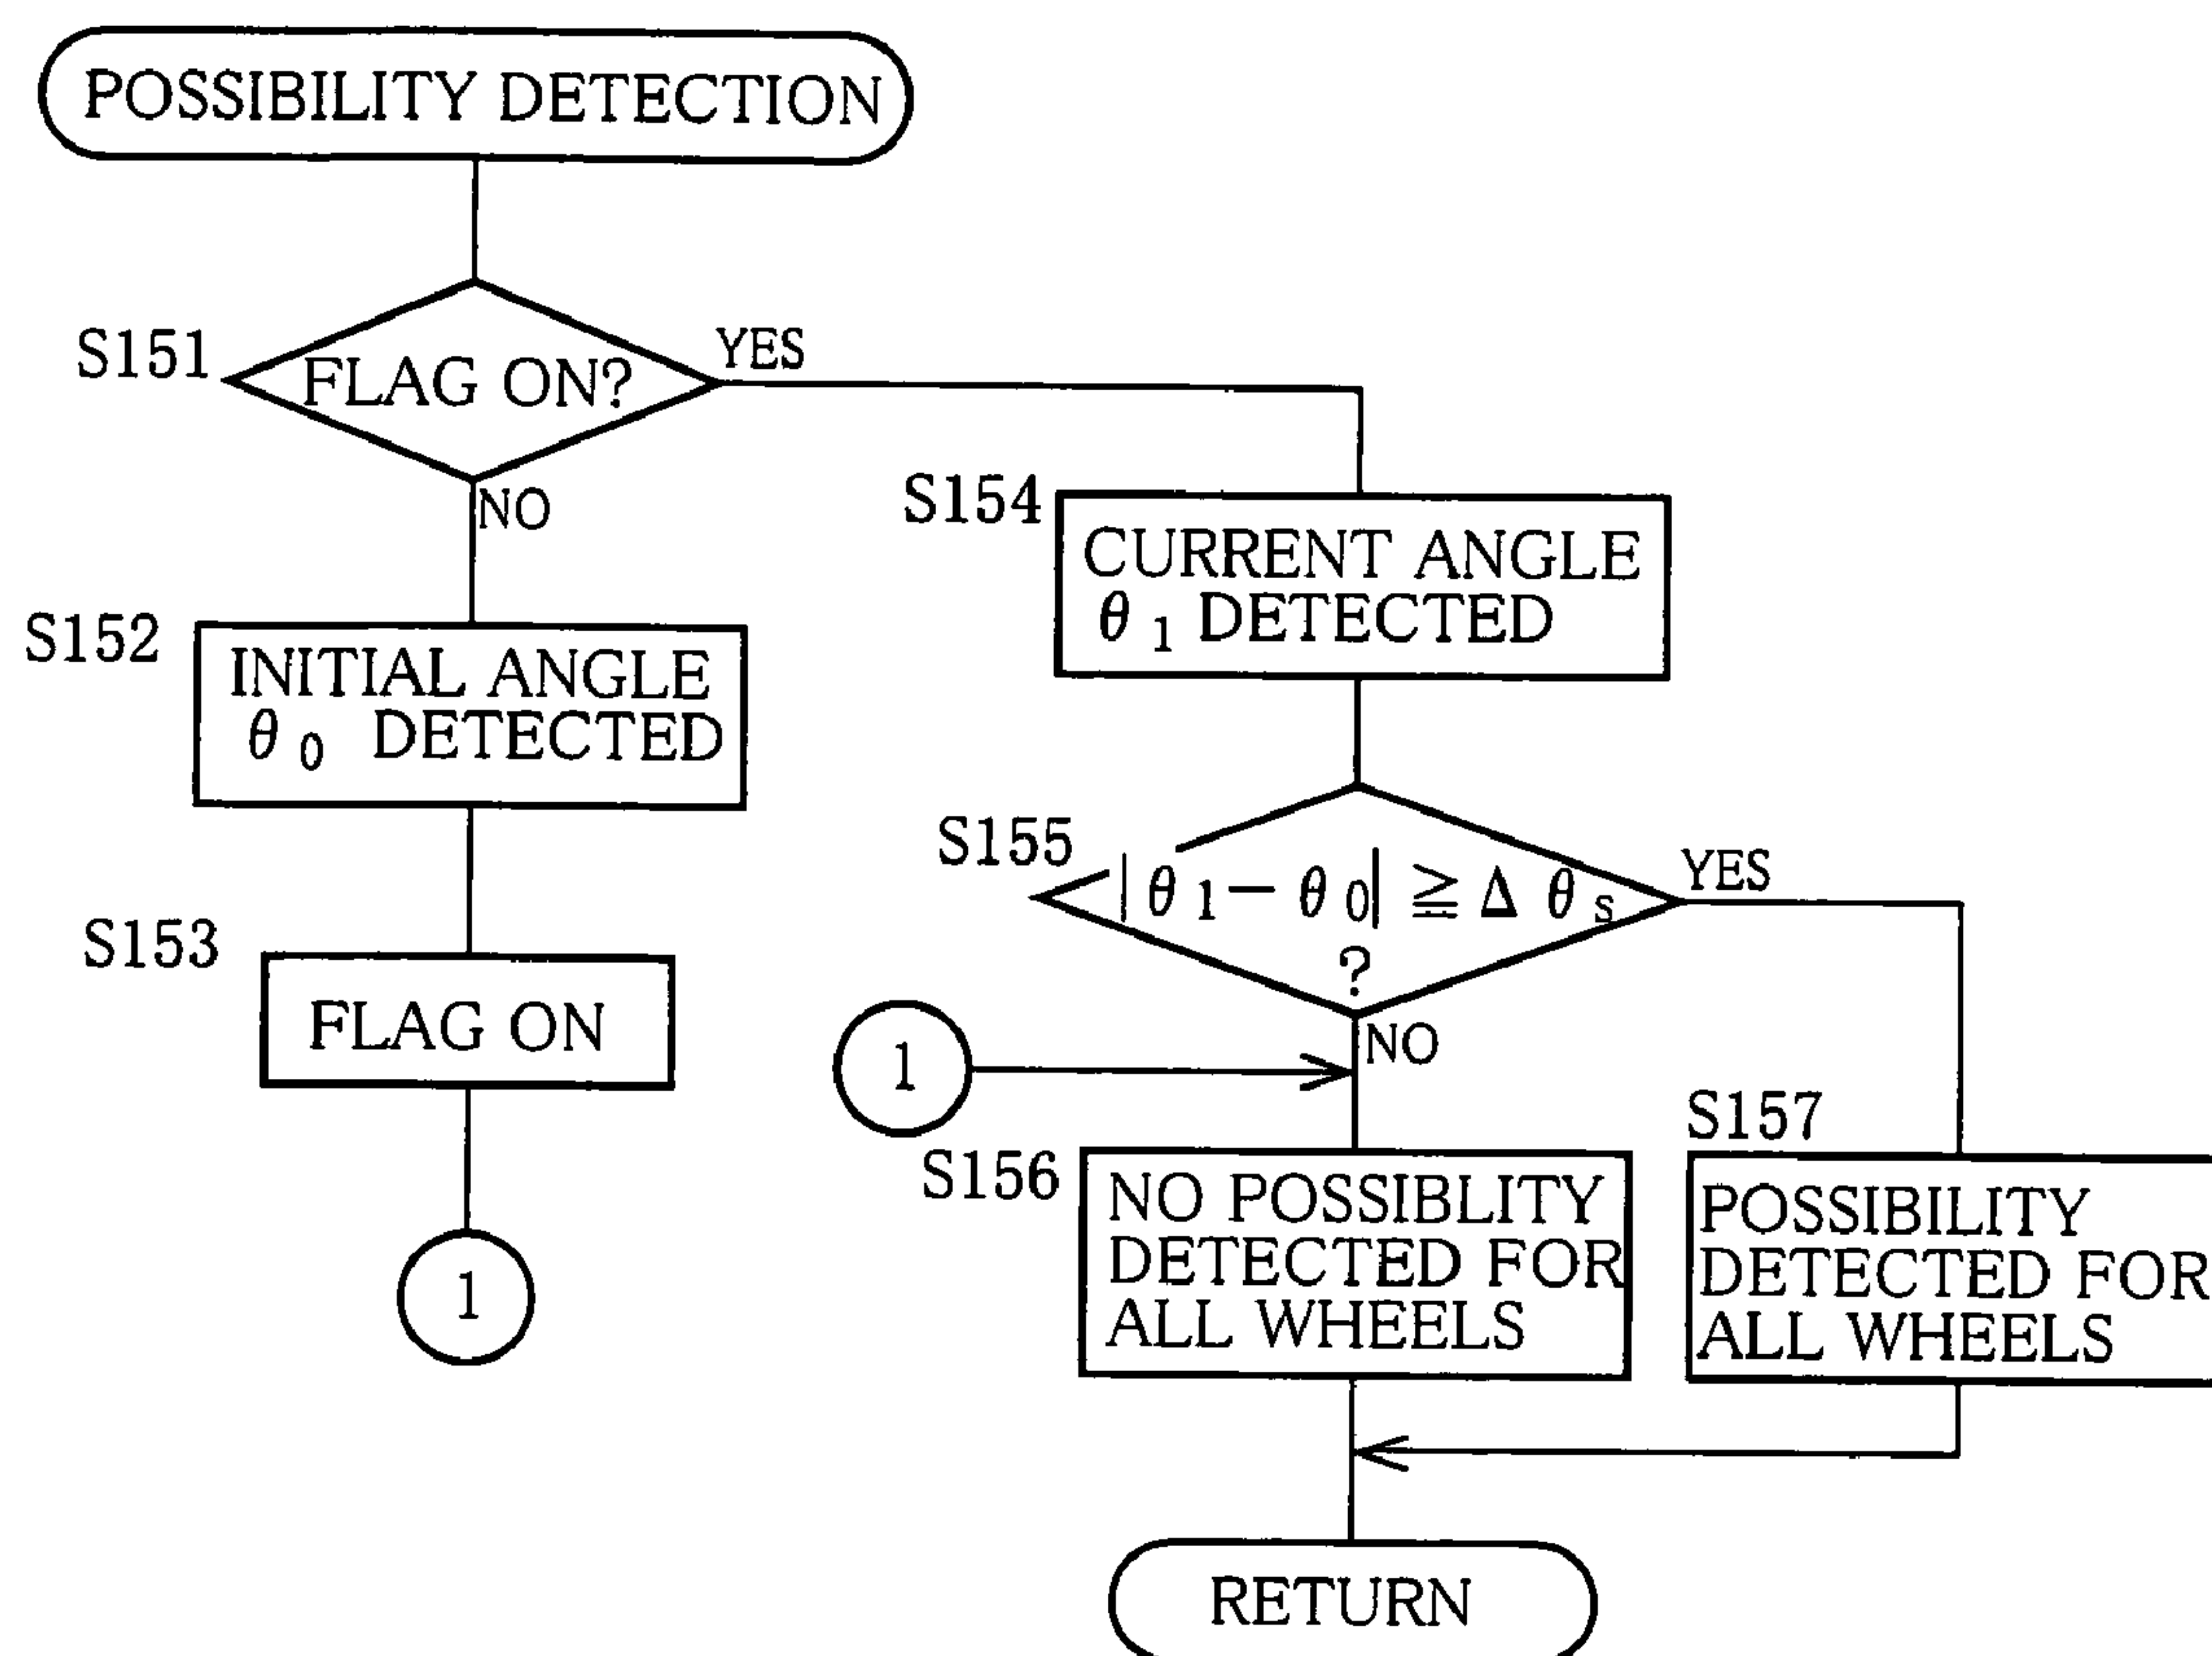 POSSIBILITY DETECTION
S151
FLAG ON?
YES
NO
S152
INITIAL ANGLE
θ 0 DETECTED
S153
FLAG ON
1
S154
CURRENT ANGLE
θ 1 DETECTED
S155
|θ 1− θ 0| ≧ Δ θ s
?
YES
NO
1
S156
NO POSSIBLITY
DETECTED FOR
ALL WHEELS
S157
POSSIBILITY
DETECTED FOR
ALL WHEELS
RETURN